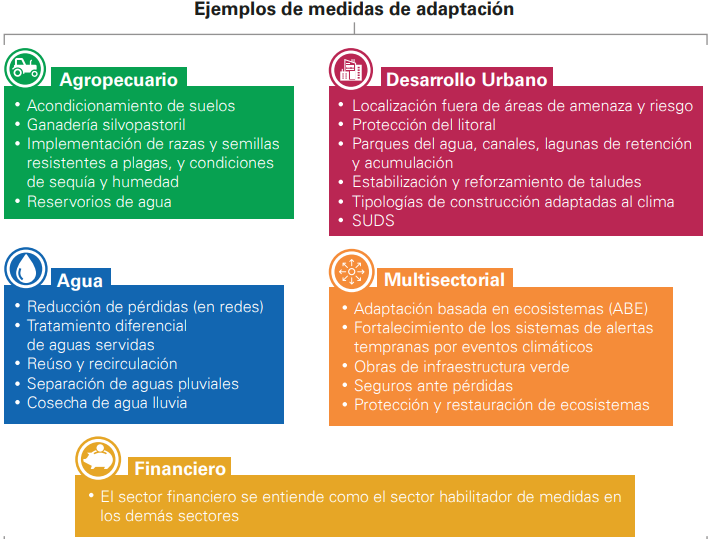 Ejemplos de medidas de adaptación
Agropecuario
• Acondicionamiento de suelos
• Ganadería silvopastoril
• Implementación de razas y semillas
resistentes a plagas, y condiciones
de sequía y humedad
• Reservorios de agua
Desarrollo Urbano
• Localización fuera de áreas de amenaza y riesgo
• Protección del litoral
• Parques del agua, canales, lagunas de retención
y acumulación
• Estabilización y reforzamiento de taludes
• Tipologías de construcción adaptadas al clima
• SUDS
Agua
• Reducción de pérdidas (en redes)
• Tratamiento diferencial
de aguas servidas
• Reúso y recirculación
• Separación de aguas pluviales
• Cosecha de agua lluvia
Multisectorial
• Adaptación basada en ecosistemas (ABE)
• Fortalecimiento de los sistemas de alertas
tempranas por eventos climáticos
• Obras de infraestructura verde
• Seguros ante pérdidas
• Protección y restauración de ecosistemas
Financiero
• El sector financiero se entiende como el sector habilitador de medidas en
los demás sectores